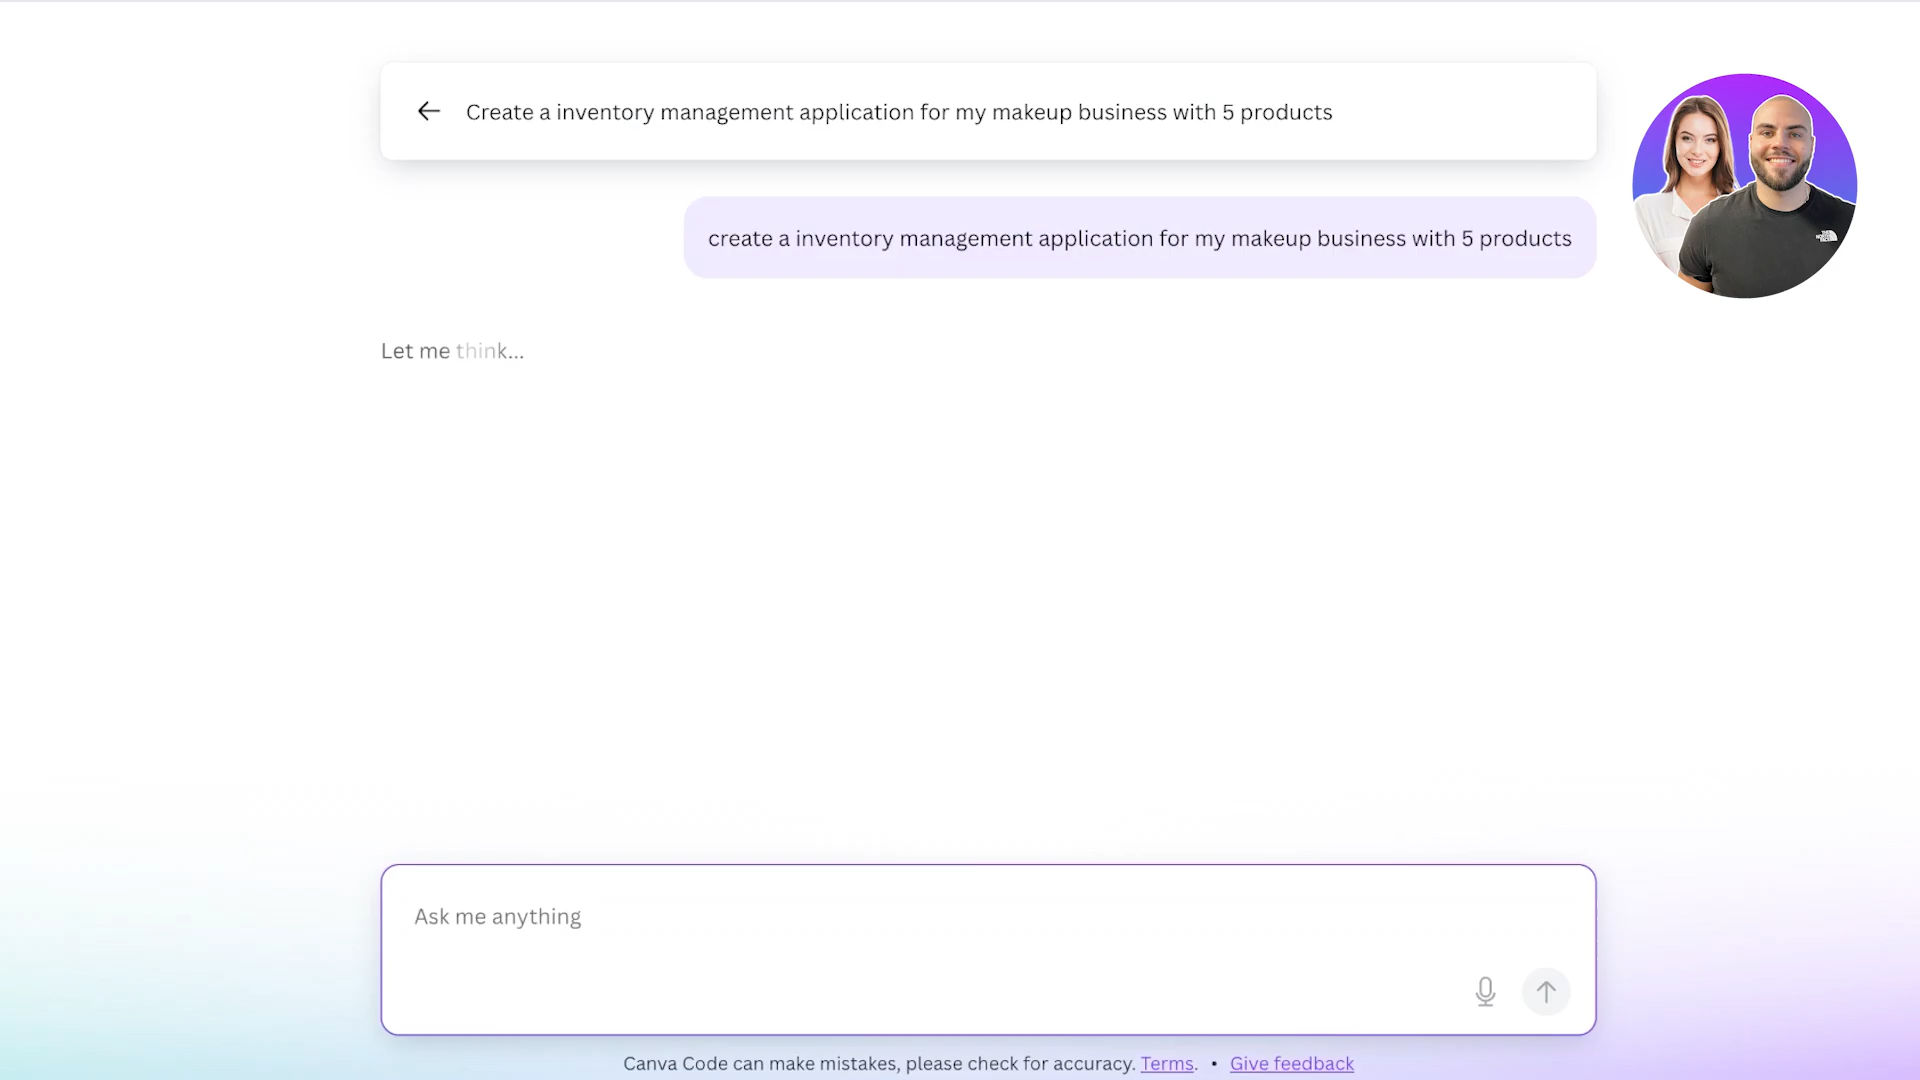 Create a inventory management application for my makeup business with 5 products
create a inventory management application for my makeup business with 5 products
Let me think...
Ask me anything
Canva Code can make mistakes, please check for accuracy. Terms. • Give feedback